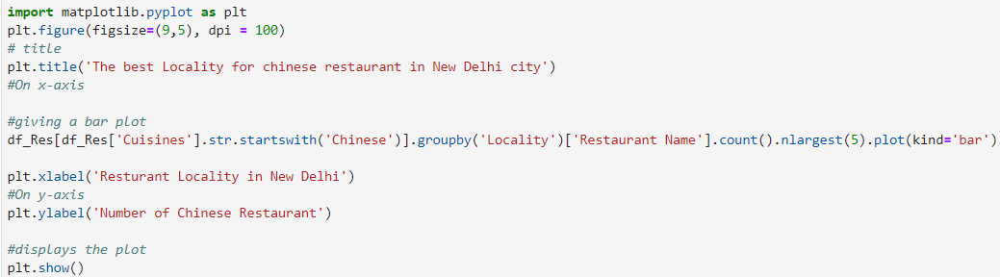 import matplotlib.pyplot as plt
plt.figure(figsize=(9,5), dpi = 100)
# title
plt.title('The best Locality for chinese restaurant in New Delhi city')
#On x-axis
#giving a bar plot
df_Res[df_Res['Cuisines'].str.startswith('Chinese')].groupby('Locality')['Restaurant Name'].count().nlargest(5).plot(kind='bar')
plt.xlabel('Resturant Locality in New Delhi')
#On y-axis
plt.ylabel('Number of Chinese Restaurant')
#displays the plot
plt.show()